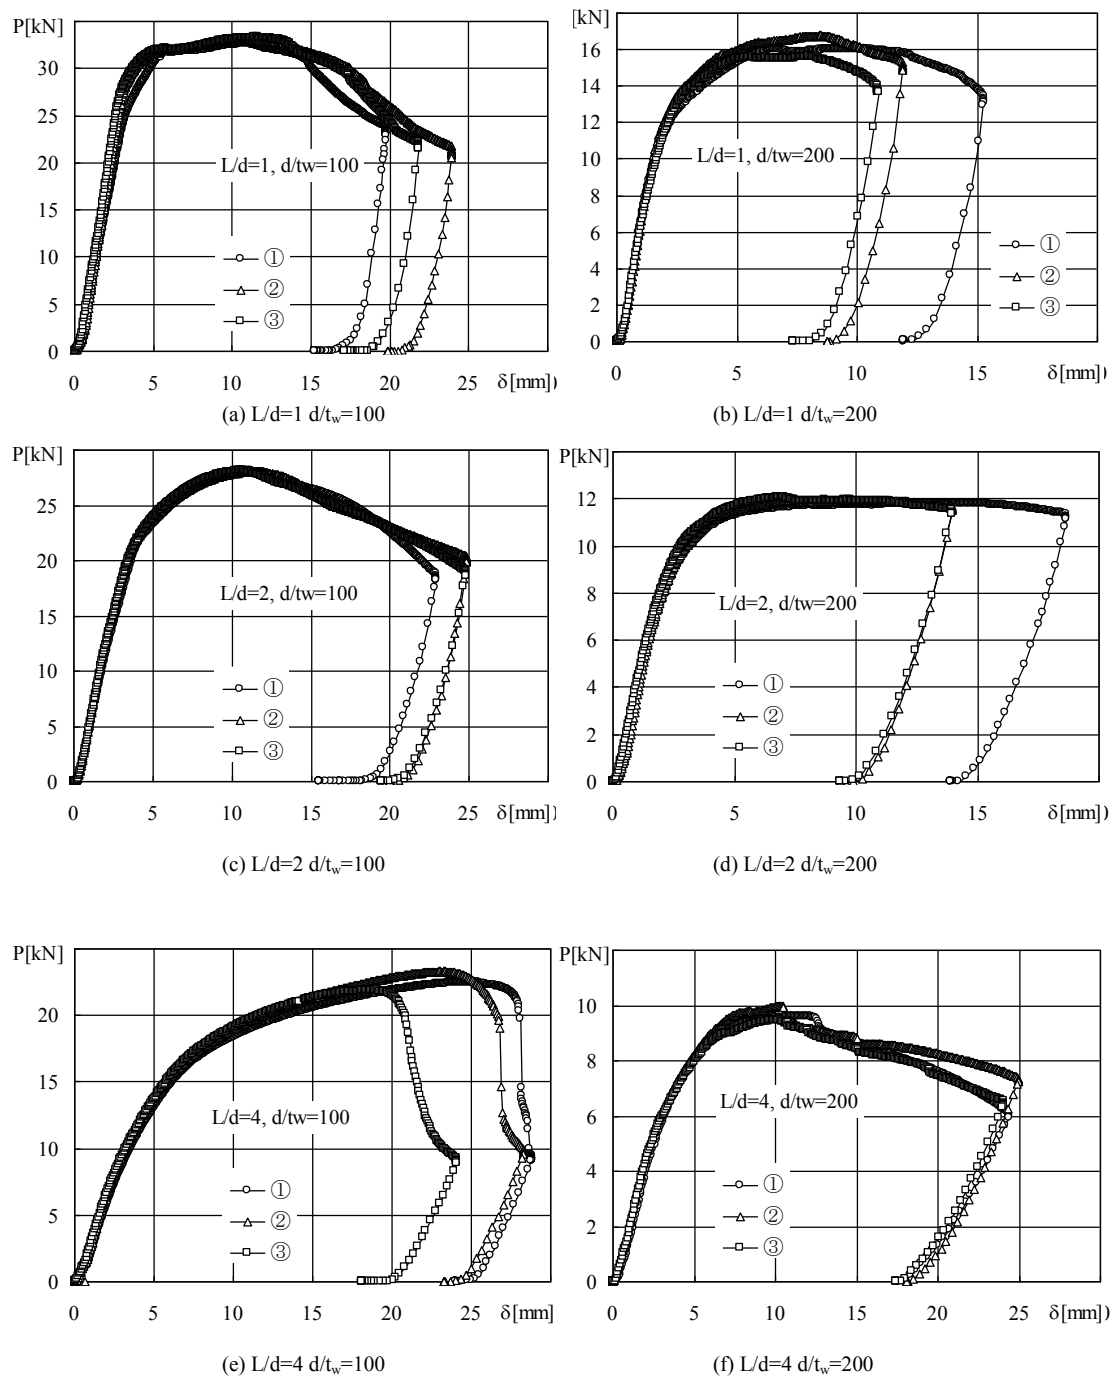 P[kN]
30
25
20
15
10
5
0
L/d=1, d/tw=100
①
②
③
0 5 10 15 20 25 δ[mm]
(a) L/d=1 d/tw=100
[kN]
16
14
12
10
8
6
4
2
0
L/d=1, d/tw=200
①
②
③
0 5 10 15 δ[mm]
(b) L/d=1 d/tw=200
P[kN]
25
20
15
10
5
0
L/d=2, d/tw=100
①
②
③
0 5 10 15 20 25 δ[mm]
(c) L/d=2 d/tw=100
P[kN]
12
10
8
6
4
2
0
L/d=2, d/tw=200
①
②
③
0 5 10 15 δ[mm]
(d) L/d=2 d/tw=200
P[kN]
20
15
10
5
0
L/d=4, d/tw=100
①
②
③
0 5 10 15 20 25 δ[mm]
(e) L/d=4 d/tw=100
P[kN]
10
8
6
4
2
0
L/d=4, d/tw=200
①
②
③
0 5 10 15 20 25 δ[mm]
(f) L/d=4 d/tw=200